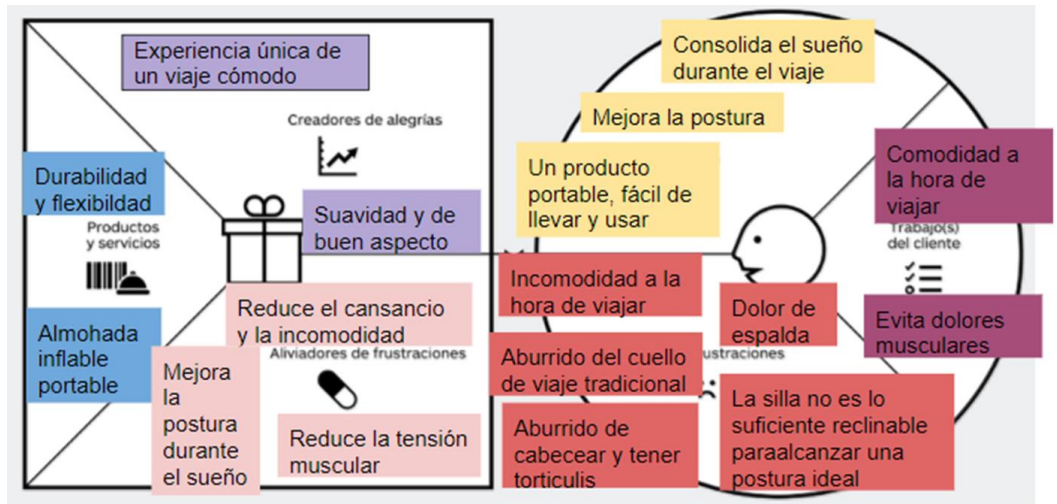 Experiencia única de
un viaje cómodo
Creadores de alegrías
Durabilidad
y flexibildad
Productos
y servicios
Suavidad y de
buen aspecto
Almohada
inflable
portable
Reduce el cansancio
y la incomodidad
Aliviadores de frustraciones
Mejora
la
postura
durante
el sueño
Reduce la tensión
muscular
Consolida el sueño
durante el viaje
Mejora la postura
Un producto
portable, fácil de
llevar y usar
Comodidad a
la hora de
viajar
Trabajo(s)
del cliente
Incomodidad a la
hora de viajar
Dolor de
espalda
Evita dolores
musculares
Aburrido del cuello
de viaje tradicional
ustraciones
Aburrido de
cabecear y tener
torticulis
La silla no es lo
suficiente reclinable
paraalcanzar una
postura ideal